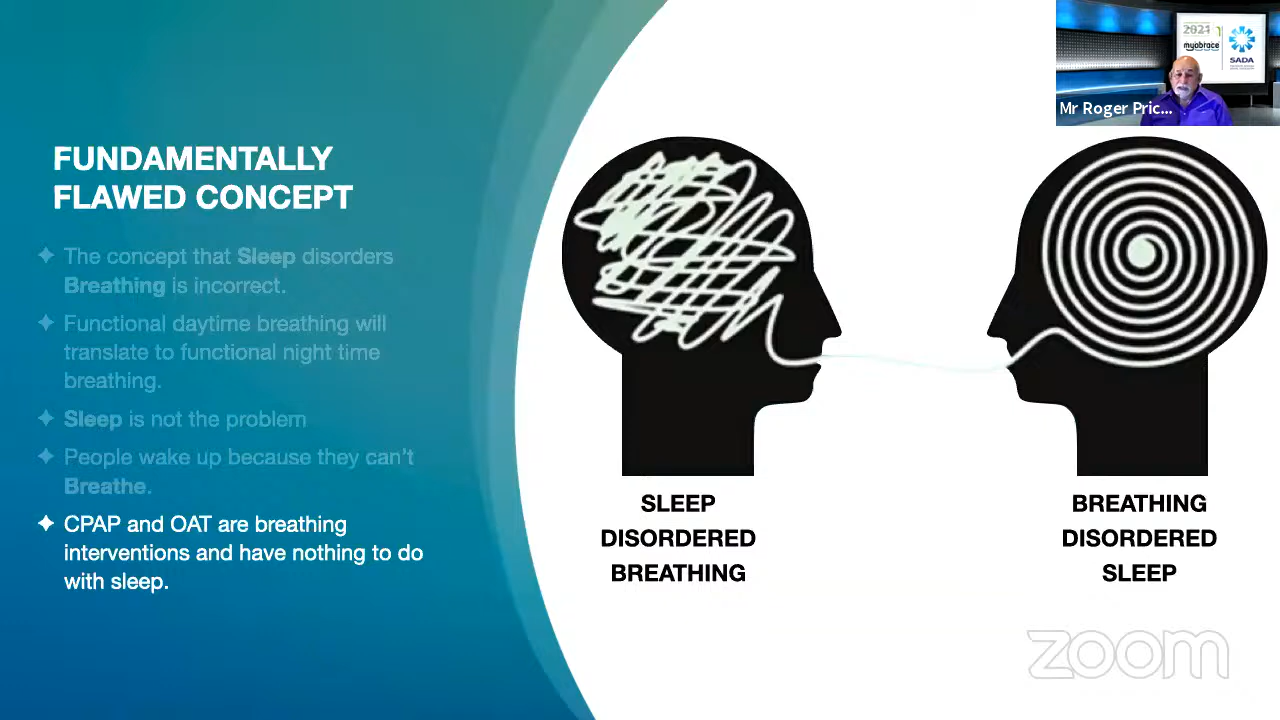 FUNDAMENTALLY
FLAWED CONCEPT
The concept that Sleep disorders
Breathing is incorrect.
Functional daytime breathing will
translate to functional night time
breathing.
Sleep is not the problem
People wake up because they can't
Breathe.
CPAP and OAT are breathing
interventions and have nothing to do
with sleep.
SLEEP
DISORDERED
BREATHING
BREATHING
DISORDERED
SLEEP
2021
myobrace
SADA
Mr Roger Pric...
zoom